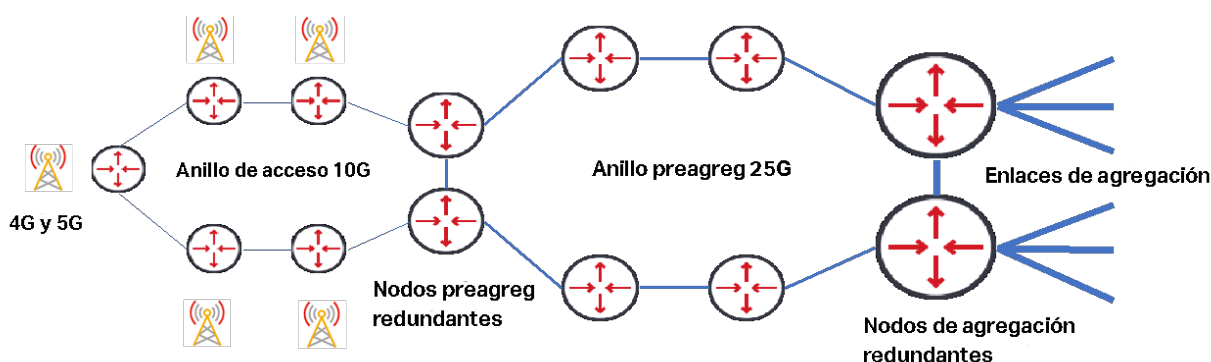 Anillo de acceso 10G
Anillo preagreg 25G
Enlaces de agregación
4G y 5G
Nodos preagreg
redundantes
Nodos de agregación
redundantes